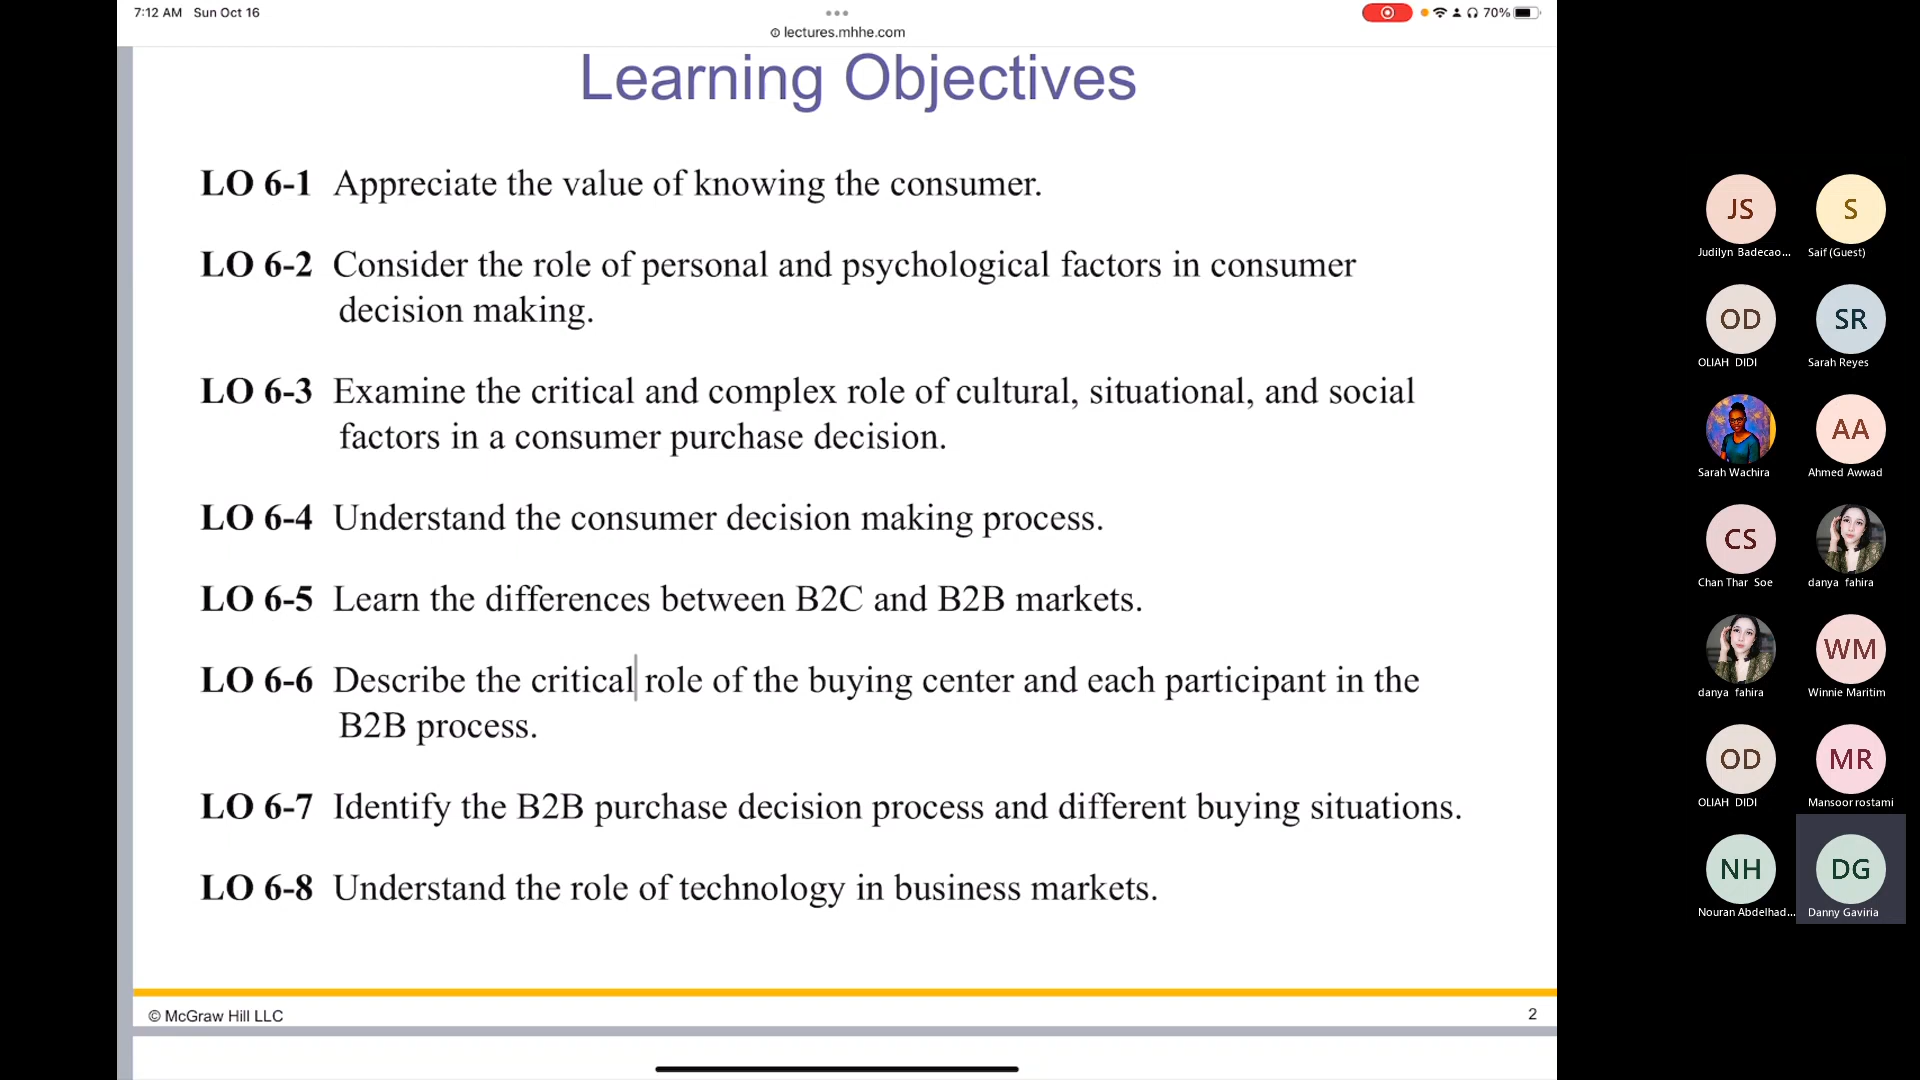 7:12 AM Sun Oct 16
70%
lectures.mhhe.com
Learning Objectives
LO 6-1 Appreciate the value of knowing the consumer.
LO 6-2 Consider the role of personal and psychological factors in consumer
decision making.
LO 6-3 Examine the critical and complex role of cultural, situational, and social
factors in a consumer purchase decision.
LO 6-4 Understand the consumer decision making process.
LO 6-5 Learn the differences between B2C and B2B markets.
LO 6-6 Describe the critical role of the buying center and each participant in the
B2B process.
LO 6-7 Identify the B2B purchase decision process and different buying situations.
LO 6-8 Understand the role of technology in business markets.
© McGraw Hill LLC
2
JS S
Judilyn Badecao... Saif (Guest)
OD SR
OLIAH DIDI Sarah Reyes
AA
Sarah Wachira Ahmed Awwad
CS
Chan Thar Soe danya fahira
WM
danya fahira Winnie Maritim
OD MR
OLIAH DIDI Mansoor rostami
NH DG
Nouran Abdelhad... Danny Gaviria